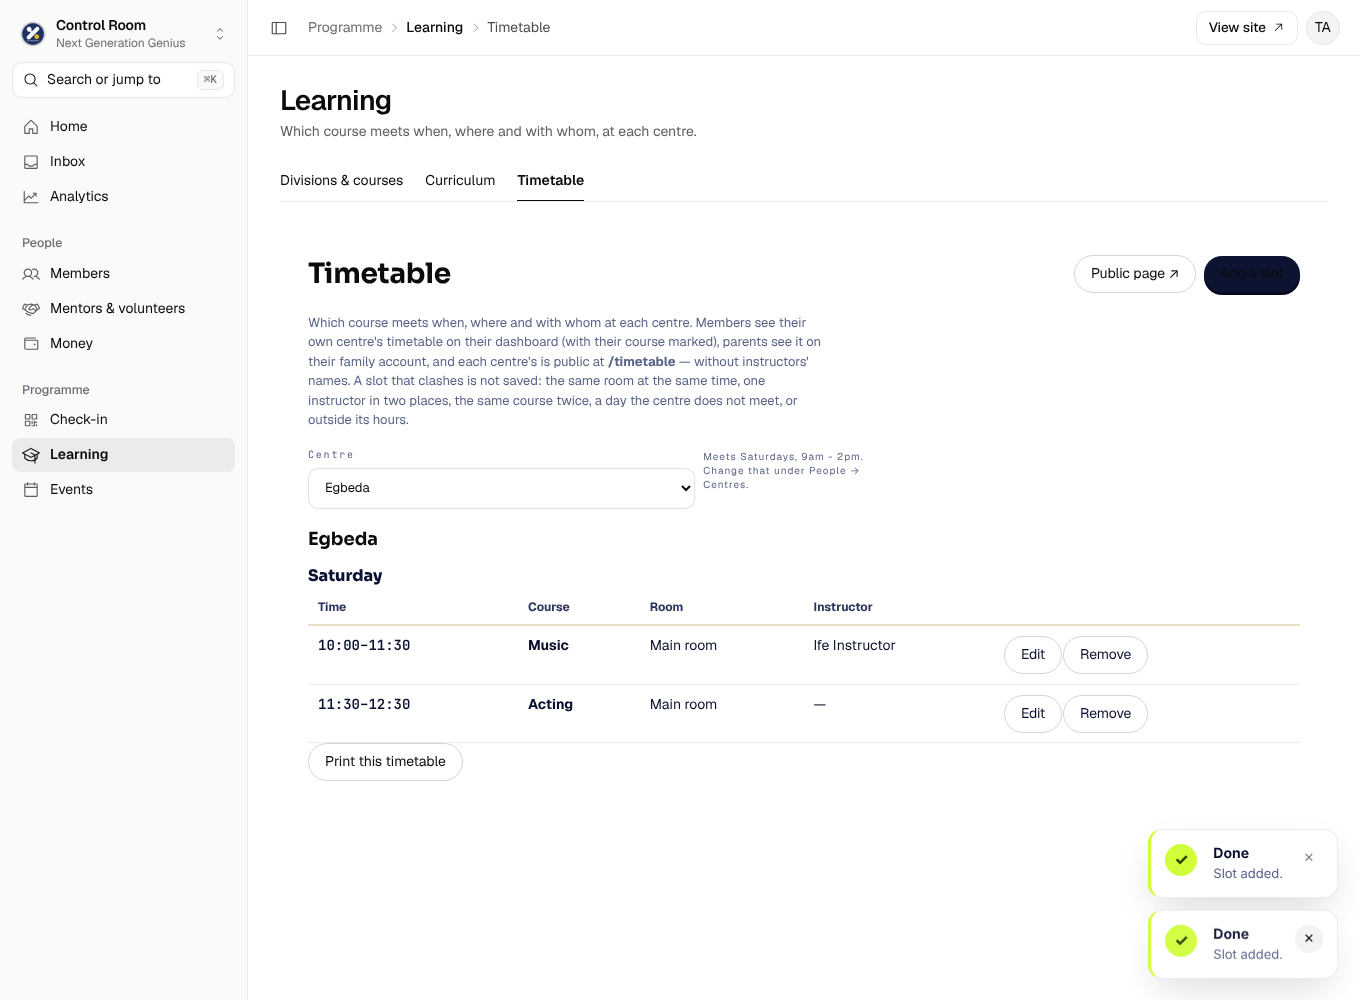 Control Room
Next Generation Genius
Search or jump to
⌘K
Home
Inbox
Analytics
People
Members
Mentors & volunteers
Money
Programme
Check-in
Learning
Events
Programme > Learning > Timetable
View site ↗
TA
Learning
Which course meets when, where and with whom, at each centre.
Divisions & courses Curriculum Timetable
Timetable
Public page ↗
Add a slot
Which course meets when, where and with whom at each centre. Members see their
own centre's timetable on their dashboard (with their course marked), parents see it on
their family account, and each centre's is public at /timetable — without instructors'
names. A slot that clashes is not saved: the same room at the same time, one
instructor in two places, the same course twice, a day the centre does not meet, or
outside its hours.
Centre
Egbeda
Meets Saturdays, 9am - 2pm.
Change that under People →
Centres.
Egbeda
Saturday
Time Course Room Instructor
10:00–11:30 Music Main room Ife Instructor Edit Remove
11:30–12:30 Acting Main room — Edit Remove
Print this timetable
Done
Slot added.
Done
Slot added.